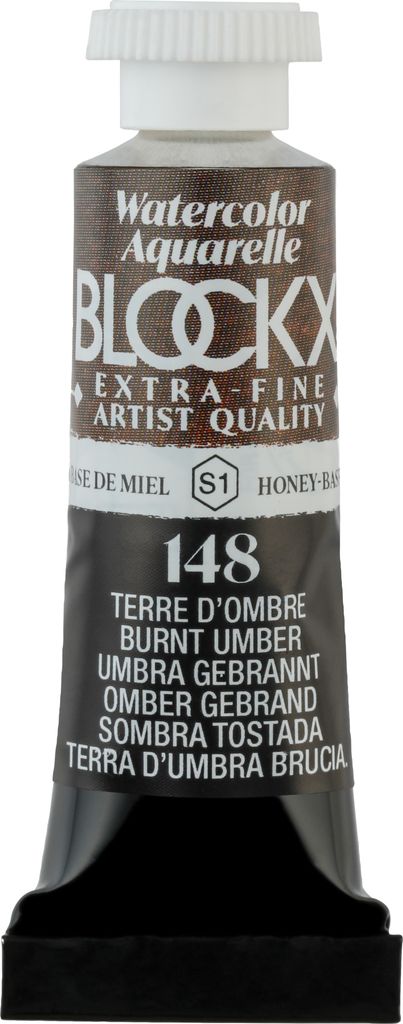 Watercolor
Aquarelle
BLOCKX
EXTRA-FINE
ARTIST QUALITY
BASE DE MIEL S1 HONEY-BAS
148
TERRE D'OMBRE
BURNT UMBER
UMBRA GEBRANNT
OMBER GEBRAND
SOMBRA TOSTADA
TERRA D'UMBRA BRUCIA.